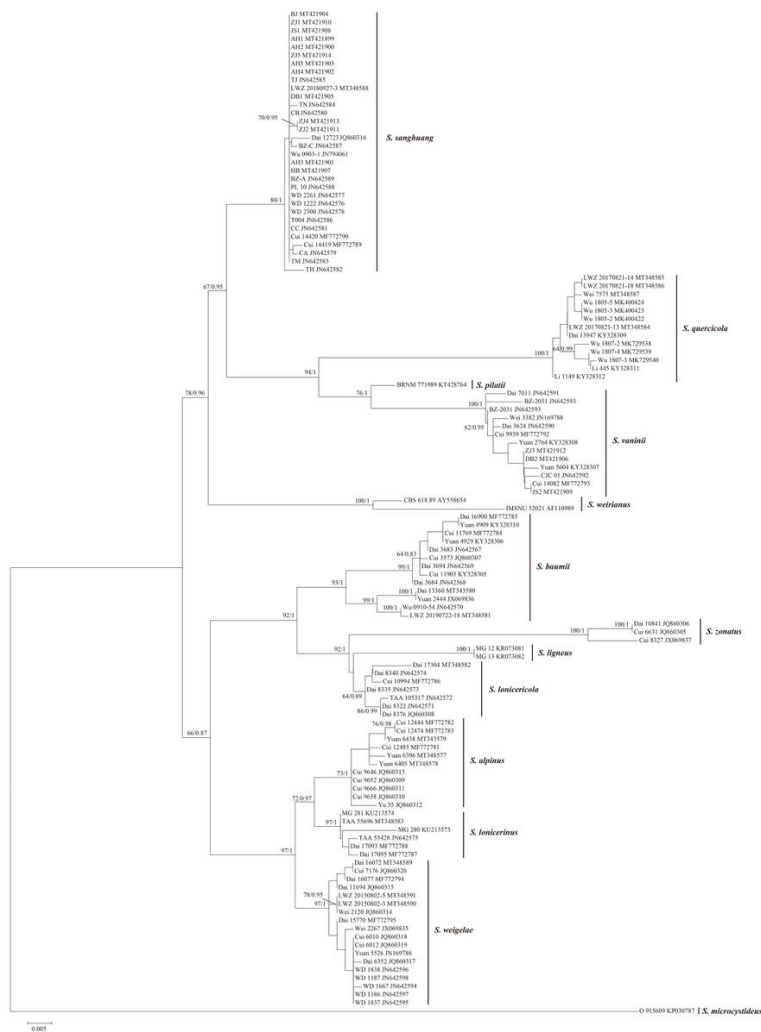 BJ MT421904
ZJ1 MT421910
JS1 MT421908
AH1 MT421899
AH2 MT421900
ZJ5 MT421914
AH5 MT421903
AH4 MT421902
TJ JN642585
LWZ 20180927-3 MT348588
DB1 MT421905
TN JN642584
CB JN642580
70/0.95
ZJ4 MT421913
ZJ2 MT421911
Dai 12723 JQ860316
BZ-C JN642587
S. sanghuang
Wu 0903-1 JN794061
AH3 MT421901
HB MT421907
BZ-A JN642589
PL 10 JN642588
WD 2261 JN642577
80/1
WD 1222 JN642576
WD 2300 JN642578
T004 JN642586
CC JN642581
Cui 14420 MF772790
Cui 14419 MF772789
CA JN642579
TM JN642583
TH JN642582
67/0.95
LWZ 20170821-14 MT348585
LWZ 20170821-18 MT348586
Wei 7575 MT348587
Wu 1805-5 MK400424
Wu 1805-3 MK400423
Wu 1805-2 MK400422
S. quercicola
LWZ 20170821-13 MT348584
Dai 13947 KY328309
Wu 1807-2 MK729538
64/0.99
Wu 1807-4 MK729539
Wu 1807-3 MK729540
100/1
Li 445 KY328311
Li 1149 KY328312
94/1
BRNM 771989 KT428764
S. pilatii
76/1
78/0.96
Dai 7011 JN642591
BZ-2031 JN642593
100/1
BZ-2031 JN642593
Wei 3382 JN169788
Dai 3624 JN642590
62/0.95
Cui 9939 MF772792
S. vaninii
Yuan 2764 KY328308
ZJ3 MT421912
DB2 MT421906
Yuan 5604 KY328307
CJC 01 JN642592
Cui 14082 MF772793
JS2 MT421909
100/1
CBS 618.89 AY558654
S. weirianus
IMSNU 32021 AF110989
Dai 16900 MF772785
Yuan 4909 KY328310
Cui 11769 MF772784
Yuan 4929 KY328306
64/0.83
Dai 3683 JN642567
Cui 3573 JQ860307
99/1
Dai 3694 JN642569
S. baumii
Cui 11903 KY328305
Dai 3684 JN642568
93/1
100/1
Dai 13360 MT343580
Yuan 2444 JX069836
99/1
100/1
Wu 0910-54 JN642570
LWZ 20190722-18 MT348581
92/1
100/1
Dai 10841 JQ860306
Cui 6631 JQ860305
S. zonatus
100/1
Cui 8327 JX069837
92/1
100/1
MG 12 KR073081
MG 13 KR073082
S. ligneus
Dai 17304 MT348582
Dai 8340 JN642574
Cui 10994 MF772786
Dai 8335 JN642573
64/0.89
TAA 105317 JN642572
S. lonicericola
Dai 8322 JN642571
86/0.99
Dai 8376 JQ860308
76/0.98
Cui 12444 MF772782
Cui 12474 MF772783
66/0.87
Yuan 6438 MT343579
Cui 12485 MF772781
Yuan 6396 MT348577
Yuan 6405 MT348578
73/1
Cui 9646 JQ860313
S. alpinus
Cui 9652 JQ860309
Cui 9666 JQ860311
Cui 9658 JQ860310
72/0.97
Yu 35 JQ860312
MG 281 KU213574
TAA 55696 MT348583
97/1
MG 280 KU213573
TAA 55428 JN642575
S. lonicerinus
Dai 17093 MF772788
97/1
Dai 17095 MF772787
Dai 16072 MT348589
Cui 7176 JQ860320
Dai 16077 MF772794
Dai 11694 JQ860315
78/0.95
LWZ 20150802-5 MT348591
97/1
LWZ 20150802-3 MT348590
Wei 2120 JQ860314
Dai 15770 MF772795
Wei 2267 JX069835
S. weigelae
Cui 6010 JQ860318
Cui 6012 JQ860319
Yuan 5526 JN169786
Dai 6352 JQ860317
WD 1838 JN642596
WD 1187 JN642598
WD 1667 JN642594
WD 1186 JN642597
WD 1837 JN642595
O 915609 KP030787
S. microcystideus
0.005